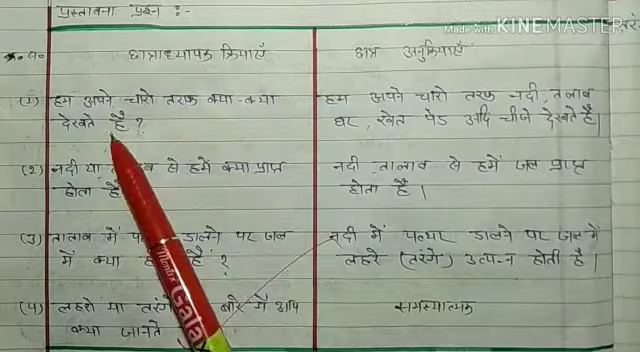 प्रस्तावना प्रश्न :-
Made With KINEMASTER
क्र.सं. छात्राध्यापक क्रियाएँ छात्र अनुक्रियाएँ
(1) हम अपने चारो तरफ क्या-क्या हम अपने चारो तरफ नदी, तलाब
देखते है ? घर, खेत पेड आदि चीजे देखते है।
(2) नदी या से हमें क्या प्राप्त नदी, तालाब से हमें जल प्राप्त
होता है होता है।
(3) तालाब में डालने पर जल नदी में पत्थर डालने पर जल में
में क्या है ? लहरे (तरंगे) उत्पन्न होती है।
(4) लहरो या बारे में आप समस्यात्मक
क्या जानते
Montex Gala